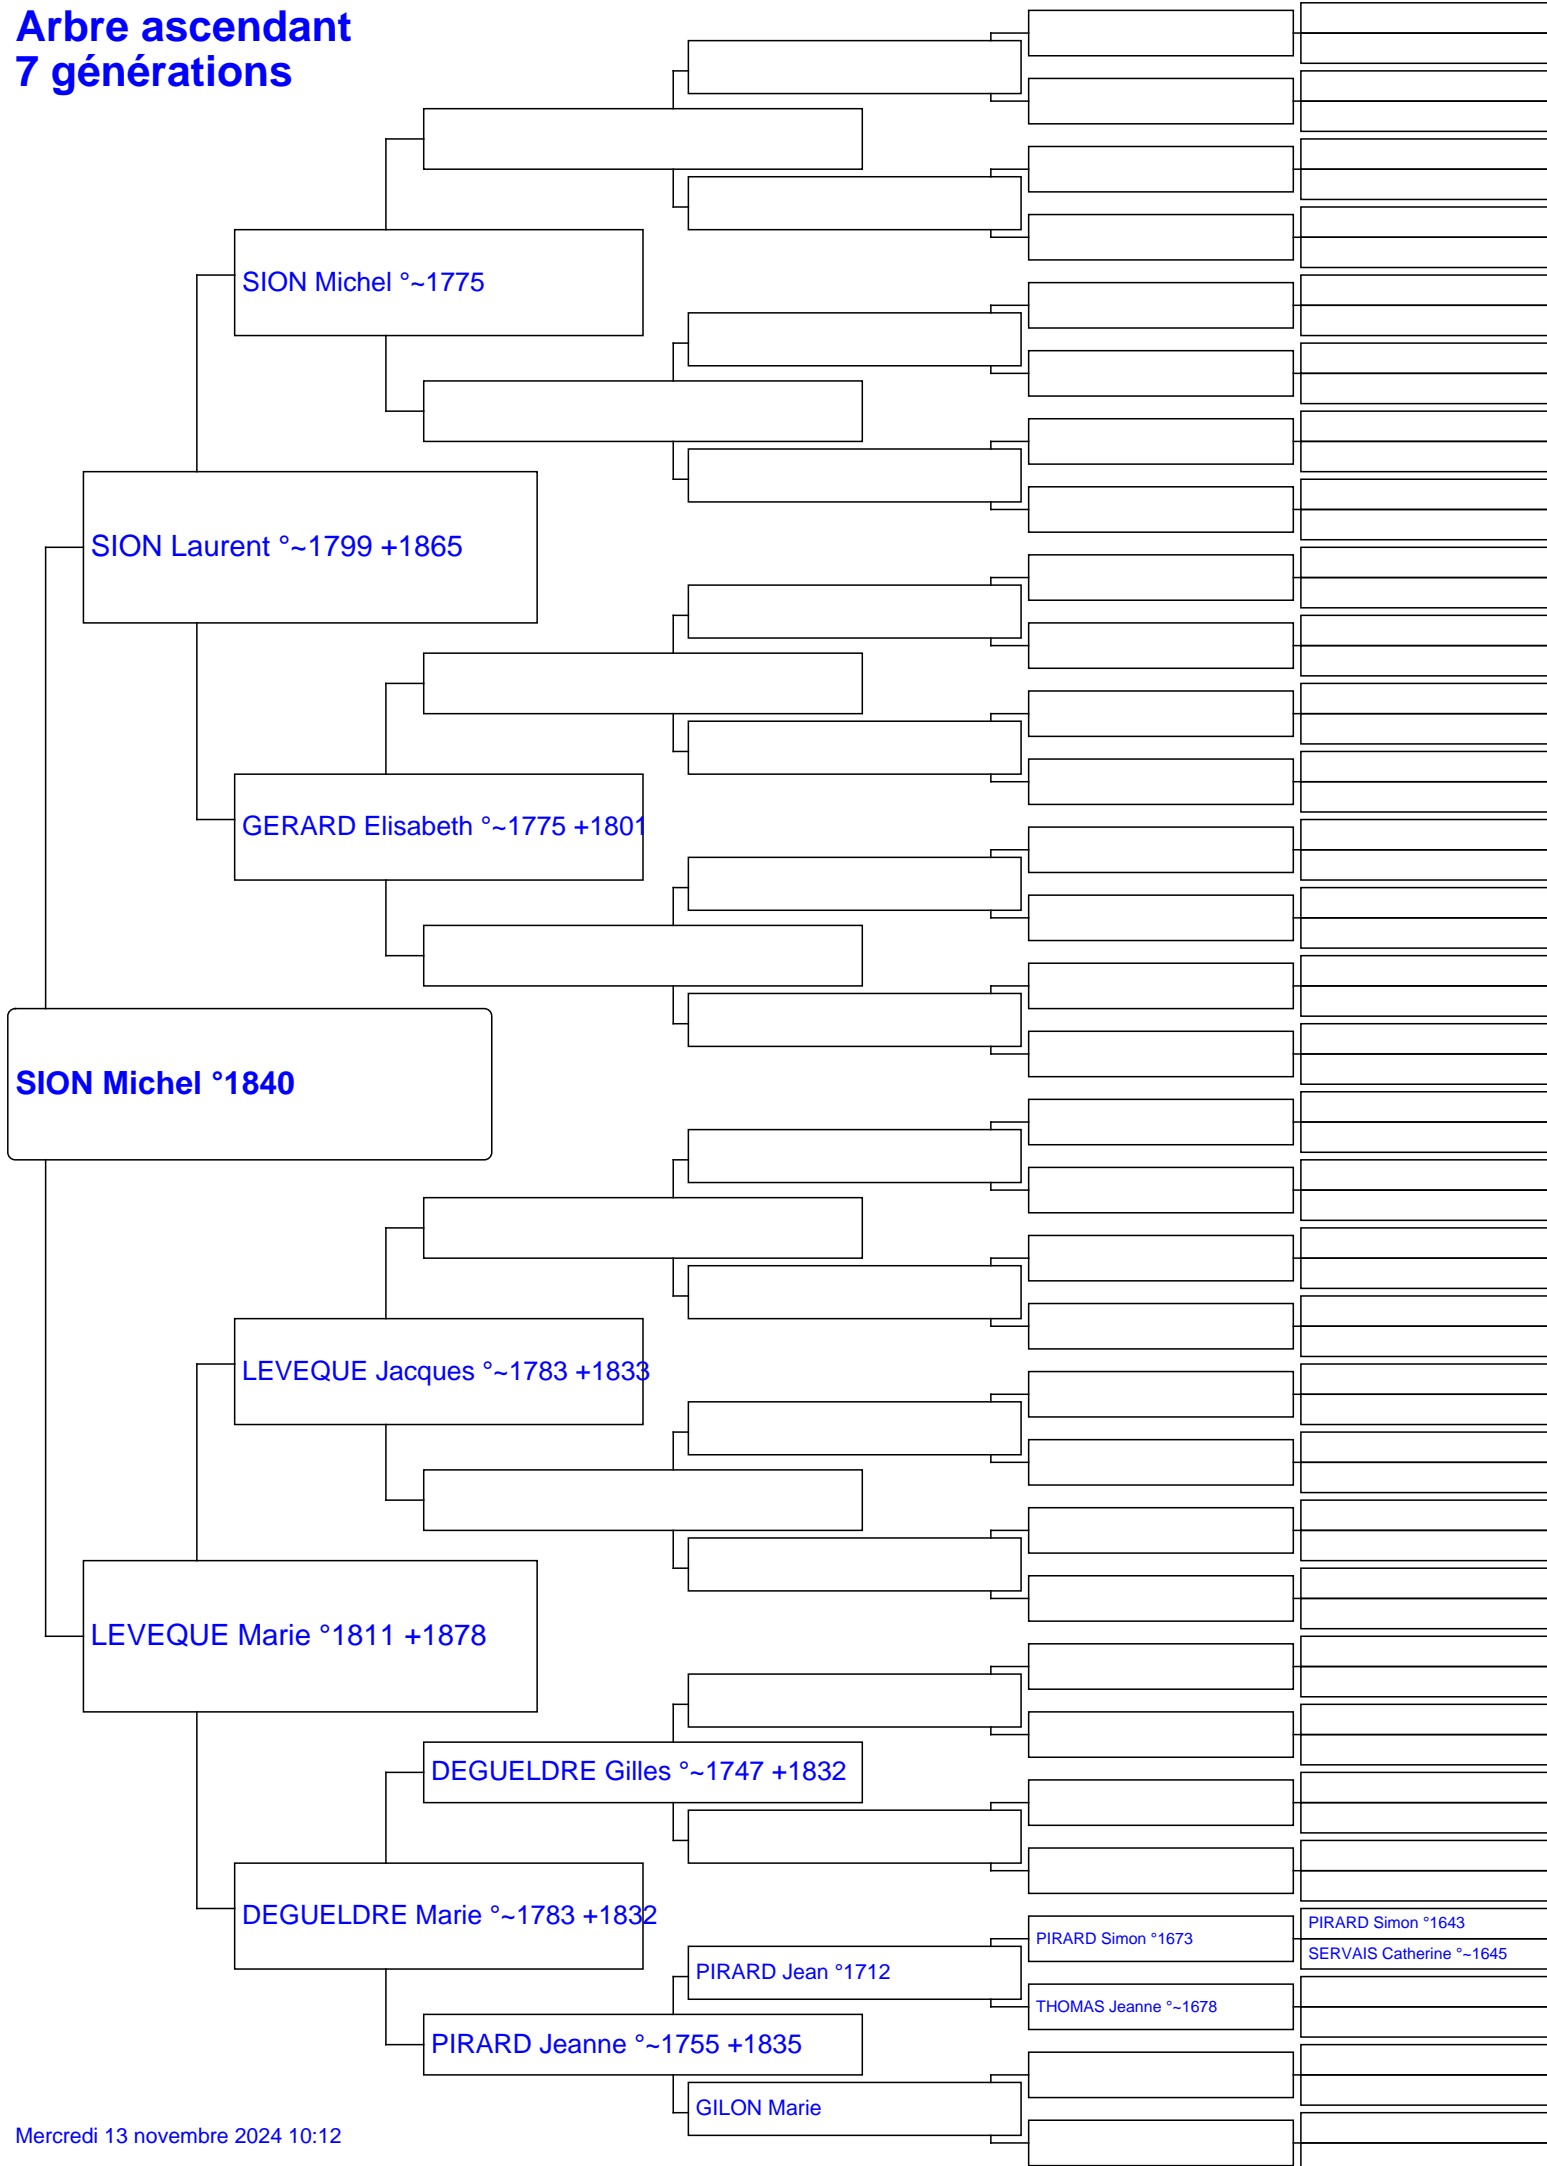 Arbre ascendant
7 générations
SION Michel °~1775
SION Laurent °~1799 +1865
GERARD Elisabeth °~1775 +1801
SION Michel °1840
LEVEQUE Jacques °~1783 +1833
LEVEQUE Marie °1811 +1878
DEGUELDRE Gilles °~1747 +1832
DEGUELDRE Marie °~1783 +1832
PIRARD Simon °1643
PIRARD Simon °1673
SERVAIS Catherine °~1645
PIRARD Jean °1712
THOMAS Jeanne °~1678
PIRARD Jeanne °~1755 +1835
GILON Marie
Mercredi 13 novembre 2024 10:12